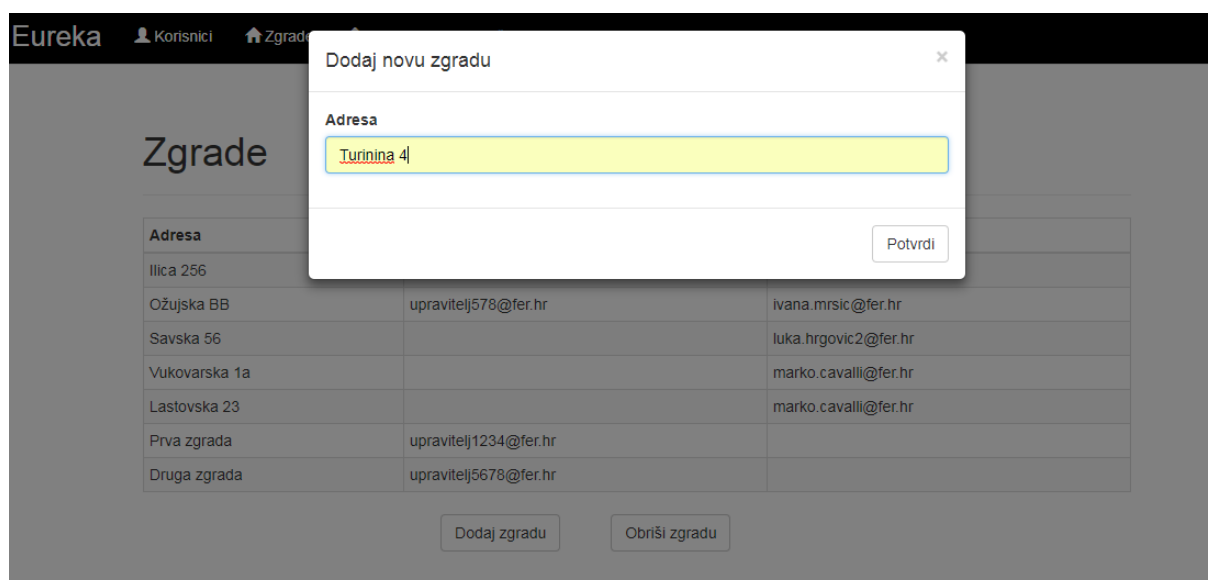 Eureka Korisnici Zgrade
Dodaj novu zgradu ×
Adresa
Turinina 4
Potvrdi
Zgrade
Adresa
Ilica 256
Ožujska BB upravitelj578@fer.hr ivana.mrsic@fer.hr
Savska 56 luka.hrgovic2@fer.hr
Vukovarska 1a marko.cavalli@fer.hr
Lastovska 23 marko.cavalli@fer.hr
Prva zgrada upravitelj1234@fer.hr
Druga zgrada upravitelj5678@fer.hr
Dodaj zgradu Obriši zgradu